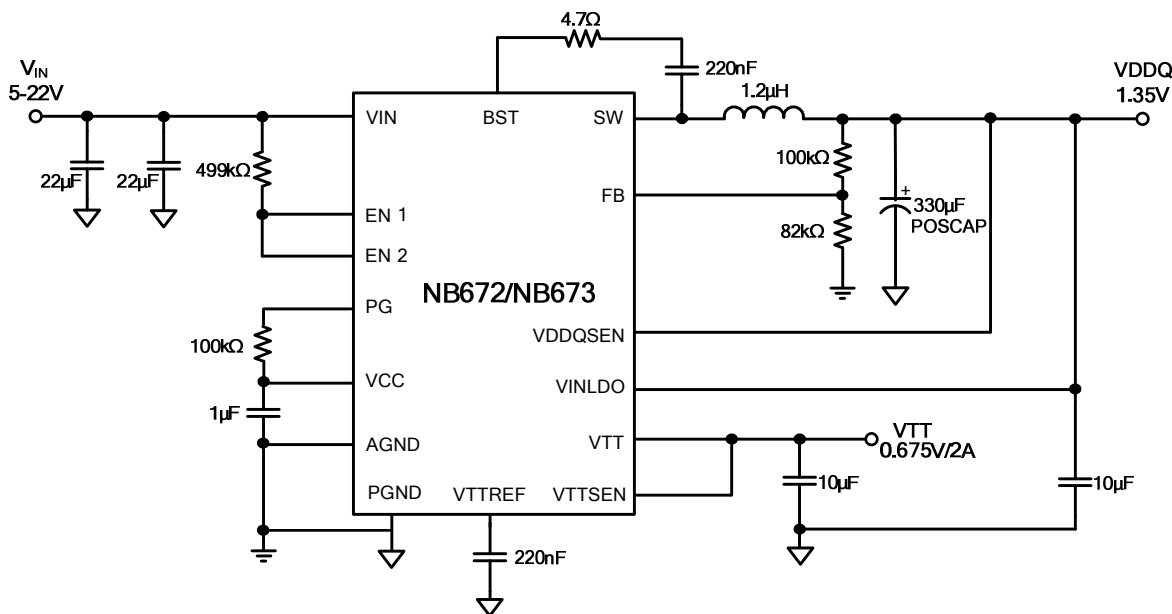 4.7Ω
220nF
1.2µH
VIN
5-22V
VDDQ
1.35V
VIN
BST
SW
499kΩ
22µF
22µF
100kΩ
FB
82kΩ
+
330µF
POSCAP
EN 1
EN 2
NB672/NB673
PG
100kΩ
VDDQSEN
VCC
VINLDO
1µF
AGND
VTT
VTT
0.675V/2A
PGND
VTTREF
VTTSEN
10µF
10µF
220nF